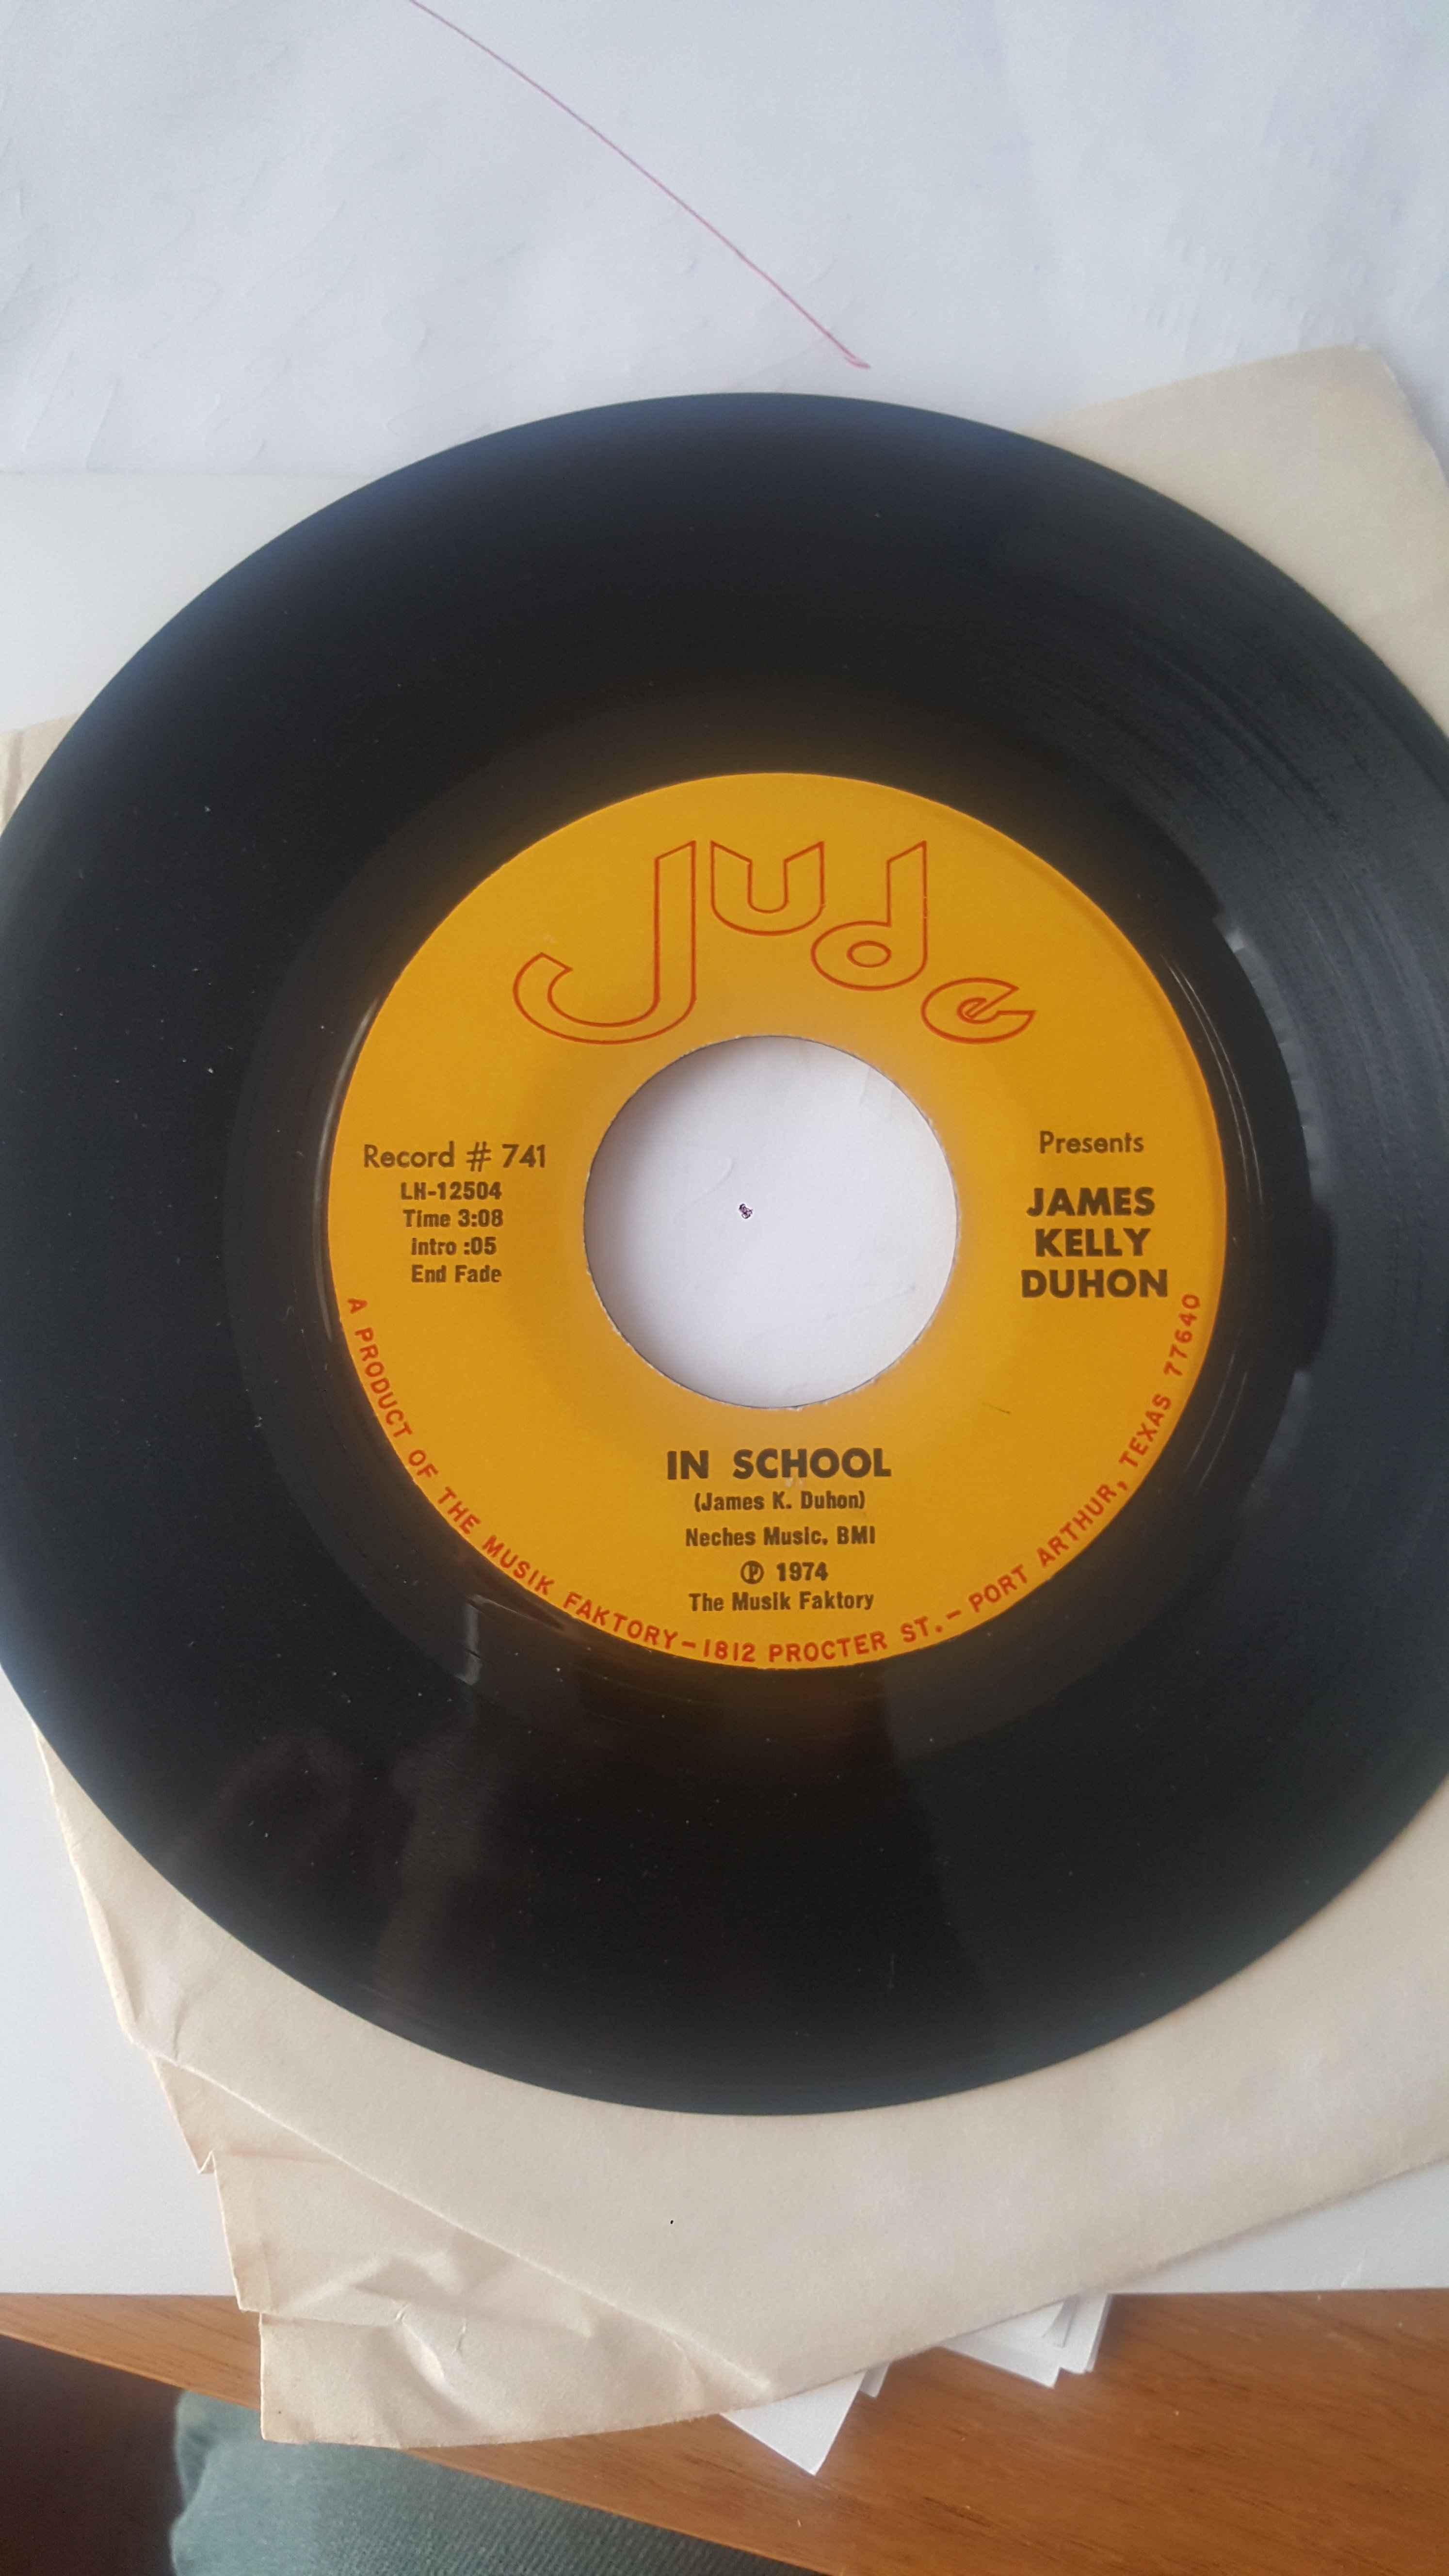 Jude
Record # 741
LH-12504
Time 3:08
intro :05
End Fade
Presents
JAMES
KELLY
DUHON
IN SCHOOL
(James K. Duhon)
Neches Music, BMI
Ⓟ 1974
The Musik Faktory
A PRODUCT OF THE MUSIK FAKTORY-1812 PROCTER ST.- PORT ARTHUR, TEXAS 77640